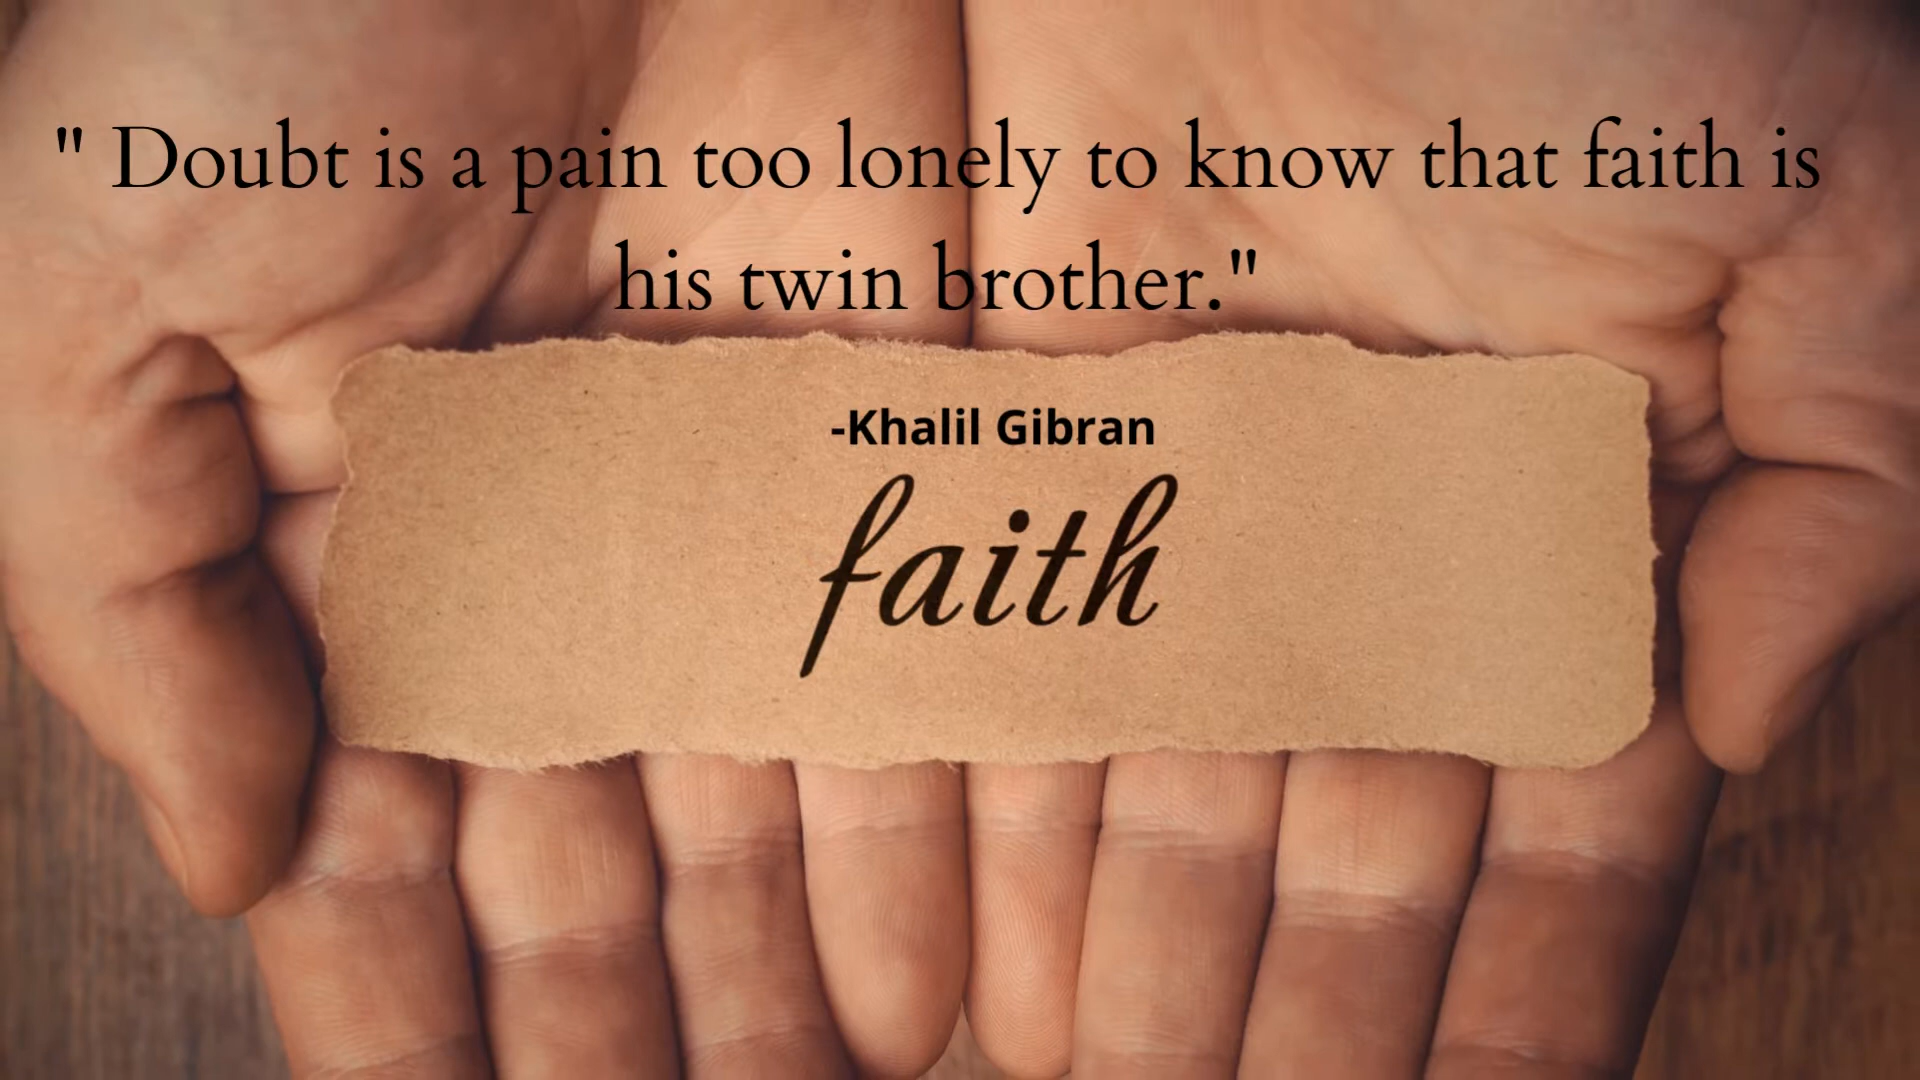 " Doubt is a pain too lonely to know that faith is
his twin brother."
-Khalil Gibran
faith